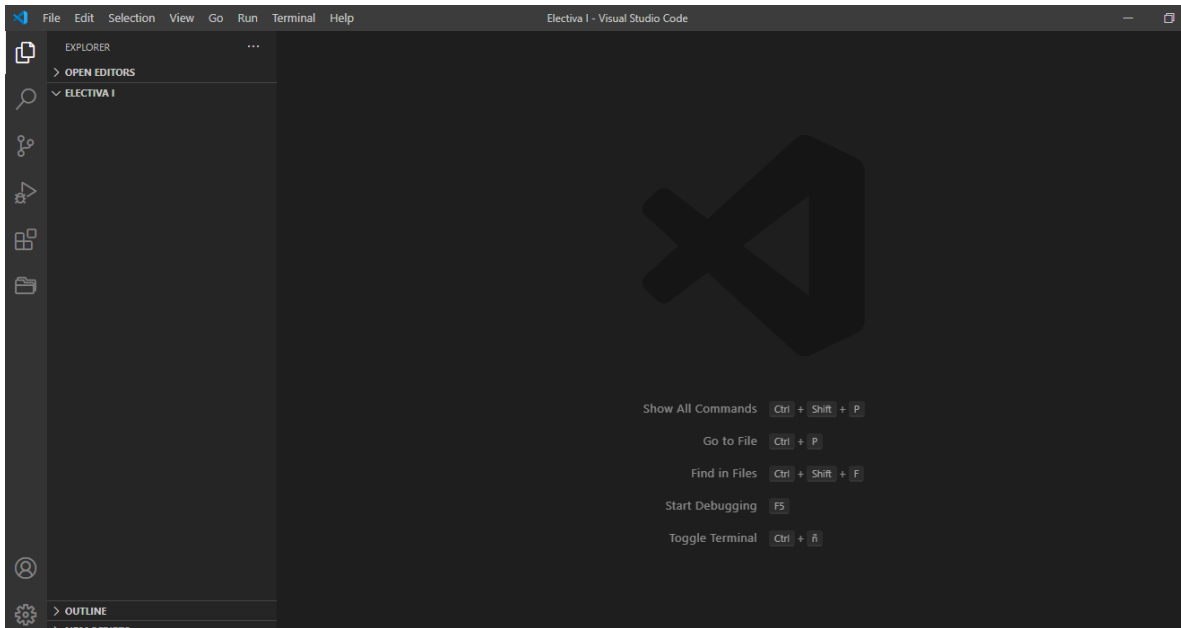 File Edit Selection View Go Run Terminal Help Electiva I - Visual Studio Code
EXPLORER ...
OPEN EDITORS
ELECTIVA I
Show All Commands Ctrl + Shift + P
Go to File Ctrl + P
Find in Files Ctrl + Shift + F
Start Debugging F5
Toggle Terminal Ctrl + ñ
OUTLINE